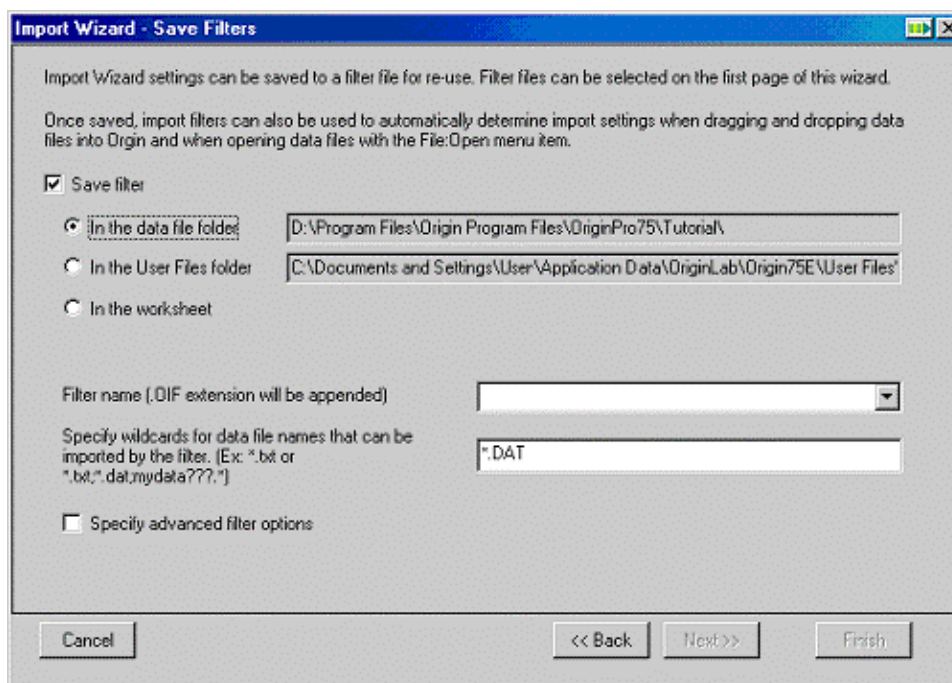 Import Wizard - Save Filters
Import Wizard settings can be saved to a filter file for re-use. Filter files can be selected on the first page of this wizard.
Once saved, import filters can also be used to automatically determine import settings when dragging and dropping data
files into Orgin and when opening data files with the File:Open menu item.
Save filter
In the data file folder
D:\Program Files\Origin Program Files\OriginPro75\Tutorial\
In the User Files folder
C:\Documents and Settings\User\Application Data\OriginLab\Origin75E\User Files\
In the worksheet
Filter name (.OIF extension will be appended)
Specify wildcards for data file names that can be
imported by the filter. (Ex: *.txt or
*.txt;*.dat;mydata???.*)
*.DAT
Specify advanced filter options
Cancel
<< Back
Next >>
Finish